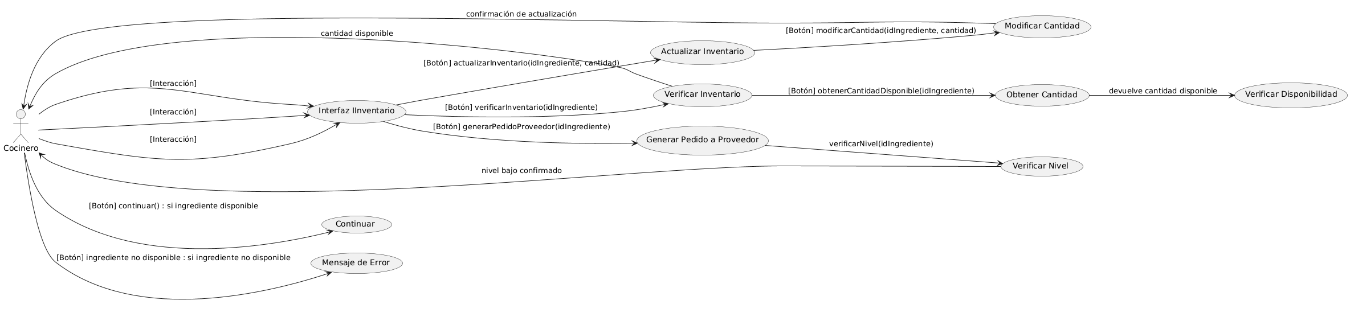 confirmación de actualización
Modificar Cantidad
[Botón] modificarCantidad(idIngrediente, cantidad)
cantidad disponible
Actualizar Inventario
[Botón] actualizarInventario(idIngrediente, cantidad)
[Interacción]
Verificar Inventario
[Botón] obtenerCantidadDisponible(idIngrediente)
Obtener Cantidad
devuelve cantidad disponible
Verificar Disponibilidad
[Interacción]
Interfaz IInventario
[Botón] verificarInventario(idIngrediente)
[Botón] generarPedidoProveedor(idIngrediente)
[Interacción]
Cocinero
Generar Pedido a Proveedor
verificarNivel(idIngrediente)
Verificar Nivel
nivel bajo confirmado
[Botón] continuar() : si ingrediente disponible
Continuar
[Botón] ingrediente no disponible : si ingrediente no disponible
Mensaje de Error